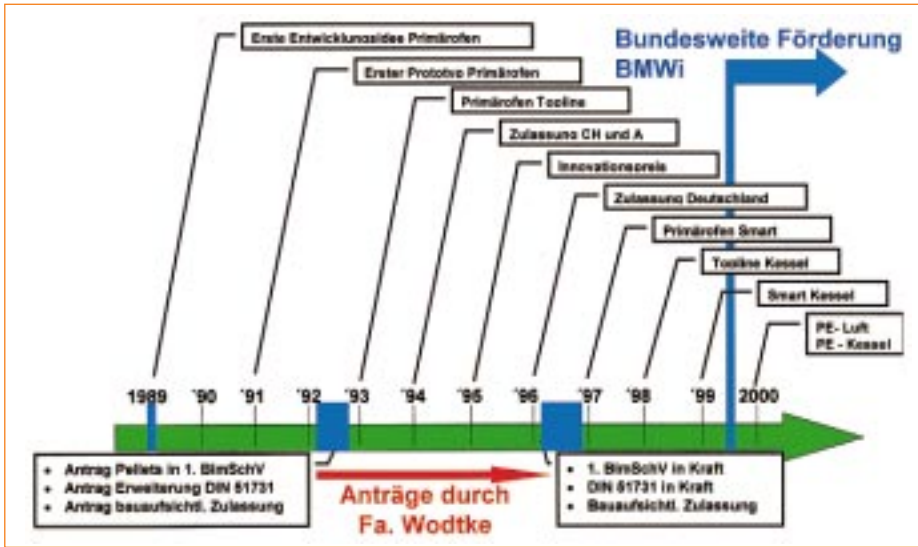 Erste Entwicklungsidee Primärofen
Erster Prototyp Primärofen
Primärofen Topline
Zulassung CH und A
Innovationspreis
Zulassung Deutschland
Primärofen Smart
Topline Kessel
Smart Kessel
PE- Luft
PE - Kessel
Bundesweite Förderung
BMWi
1989 '90 '91 '92 '93 '94 '95 '96 '97 '98 '99 2000
• Antrag Pellets in 1. BImSchV
• Antrag Erweiterung DIN 51731
• Antrag bauaufsichtl. Zulassung
Anträge durch
Fa. Wodtke
• 1. BImSchV in Kraft
• DIN 51731 in Kraft
• Bauaufsichtl. Zulassung